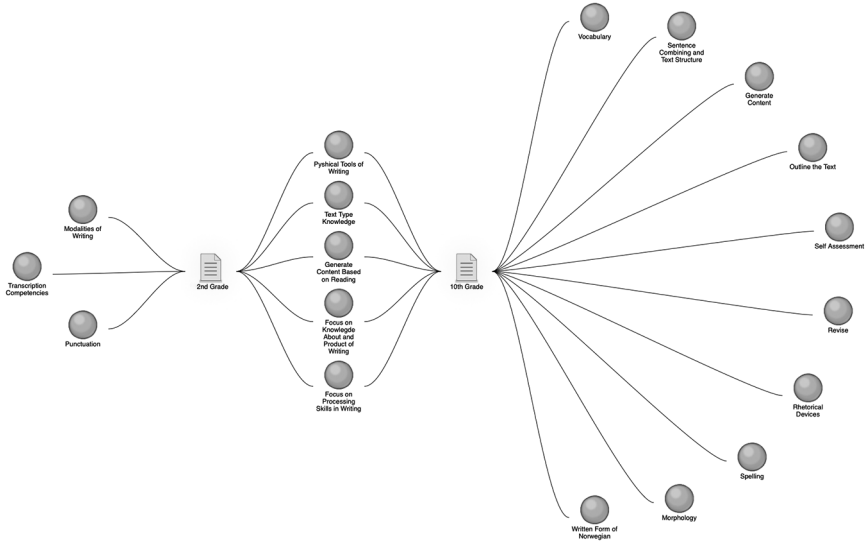 Vocabulary
Sentence
Combining and
Text Structure
Generate
Content
Outline the Text
Self Assessment
Revise
Rhetorical
Devices
Spelling
Morphology
Written Form of
Norwegian
10th Grade
Pyshical Tools of
Writing
Text Type
Knowledge
Generate
Content Based
on Reading
Focus on
Knowlegde
About and
Product of
Writing
Focus on
Processing
Skills in Writing
2nd Grade
Modalities of
Writing
Transcription
Competencies
Punctuation